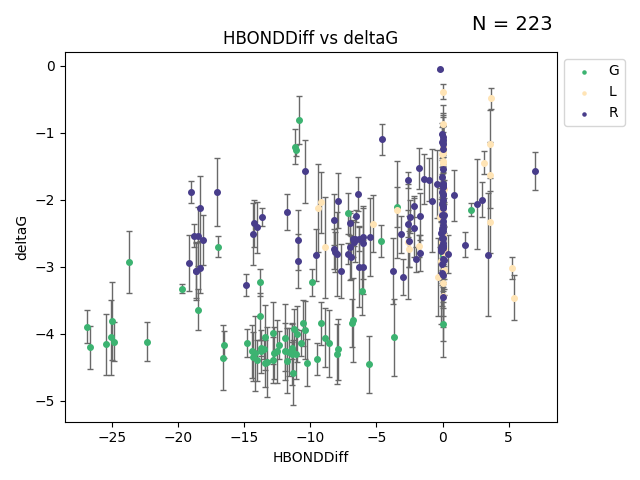 N = 223
HBONDDiff vs deltaG
G
L
R
deltaG
0
−1
−2
−3
−4
−5
−25
−20
−15
−10
−5
0
5
HBONDDiff